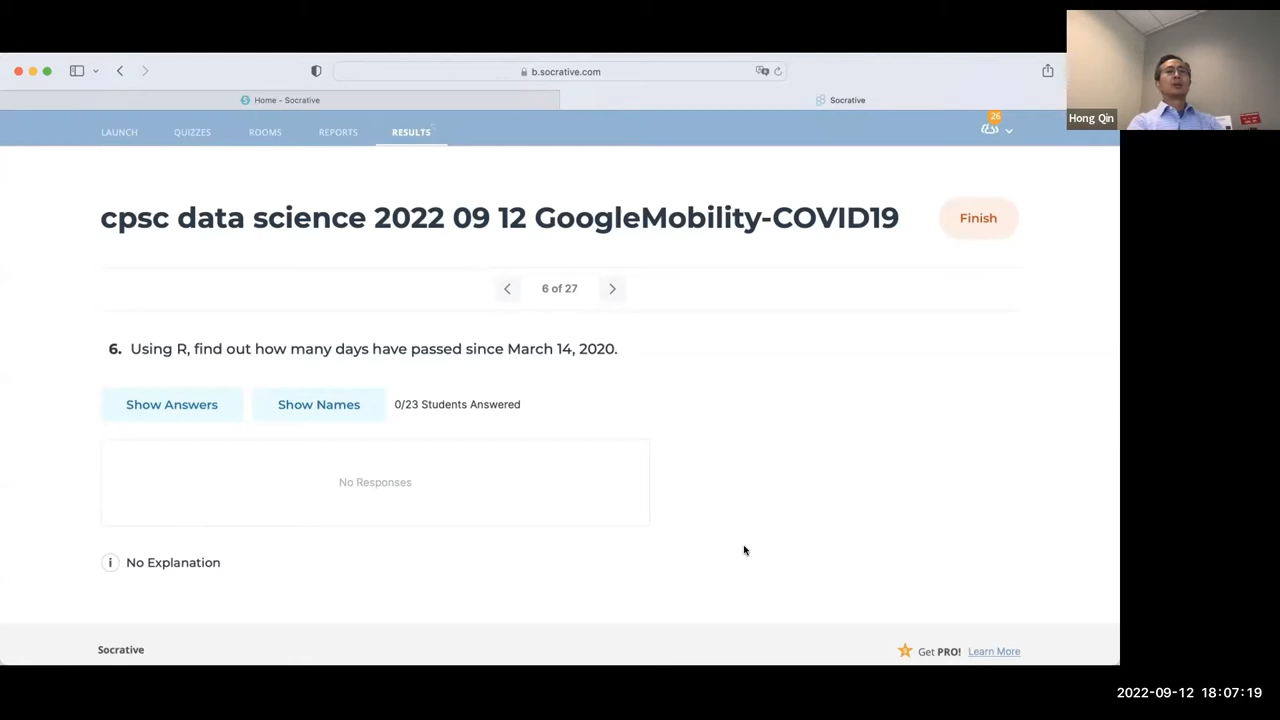 b.socrative.com
Home - Socrative
Socrative
Hong Qin
LAUNCH QUIZZES ROOMS REPORTS RESULTS
26
cpsc data science 2022 09 12 GoogleMobility-COVID19
Finish
6 of 27
6. Using R, find out how many days have passed since March 14, 2020.
Show Answers
Show Names
0/23 Students Answered
No Responses
i No Explanation
Socrative
Get PRO! Learn More
2022-09-12 18:07:19